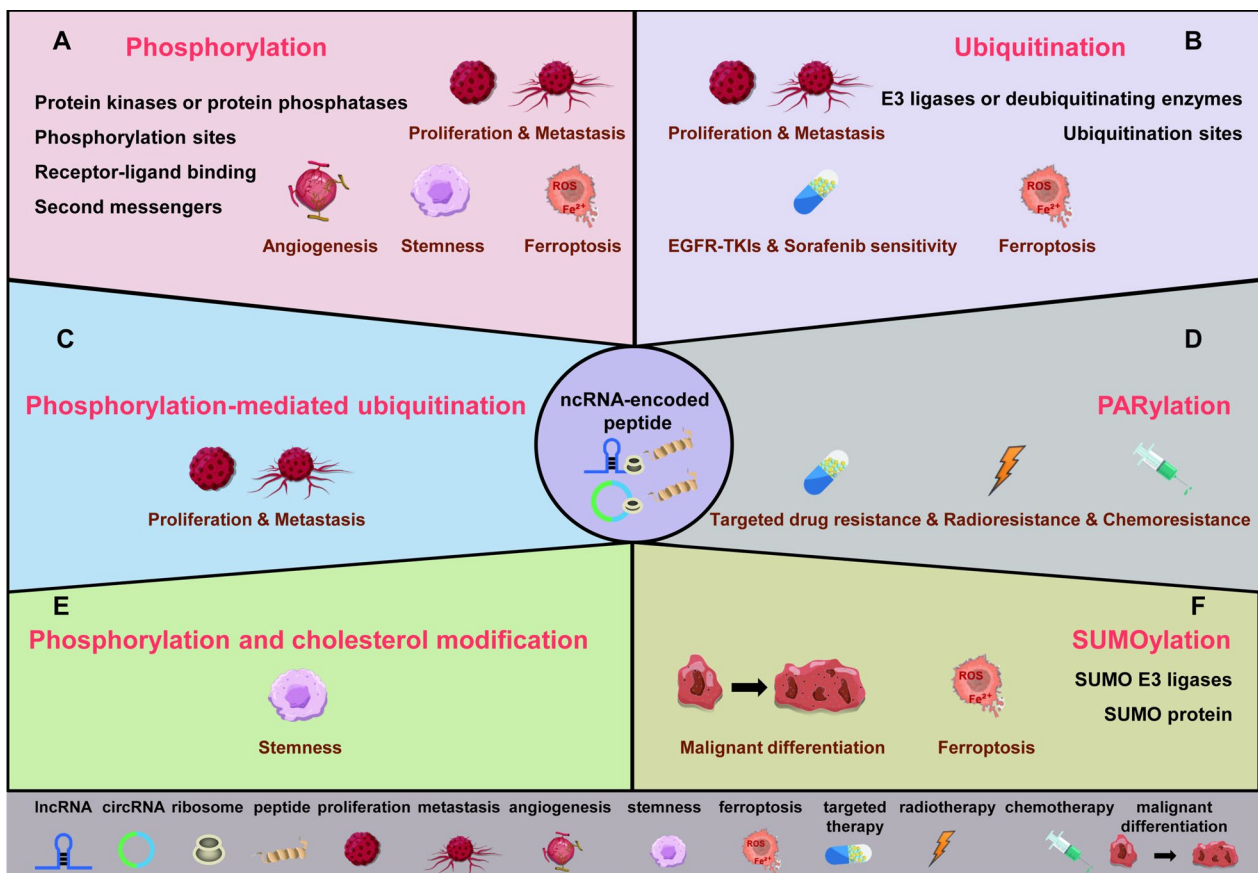 A
Phosphorylation
Protein kinases or protein phosphatases
Phosphorylation sites
Receptor-ligand binding
Second messengers
Proliferation & Metastasis
Angiogenesis
Stemness
ROS
Fe²⁺
Ferroptosis
B
Ubiquitination
E3 ligases or deubiquitinating enzymes
Ubiquitination sites
Proliferation & Metastasis
EGFR-TKIs & Sorafenib sensitivity
ROS
Fe²⁺
Ferroptosis
C
Phosphorylation-mediated ubiquitination
Proliferation & Metastasis
ncRNA-encoded
peptide
D
PARylation
Targeted drug resistance & Radioresistance & Chemoresistance
E
Phosphorylation and cholesterol modification
Stemness
F
SUMOylation
SUMO E3 ligases
SUMO protein
Malignant differentiation
ROS
Fe²⁺
Ferroptosis
lncRNA
circRNA
ribosome
peptide
proliferation
metastasis
angiogenesis
stemness
ferroptosis
ROS
Fe²⁺
targeted
therapy
radiotherapy
chemotherapy
malignant
differentiation